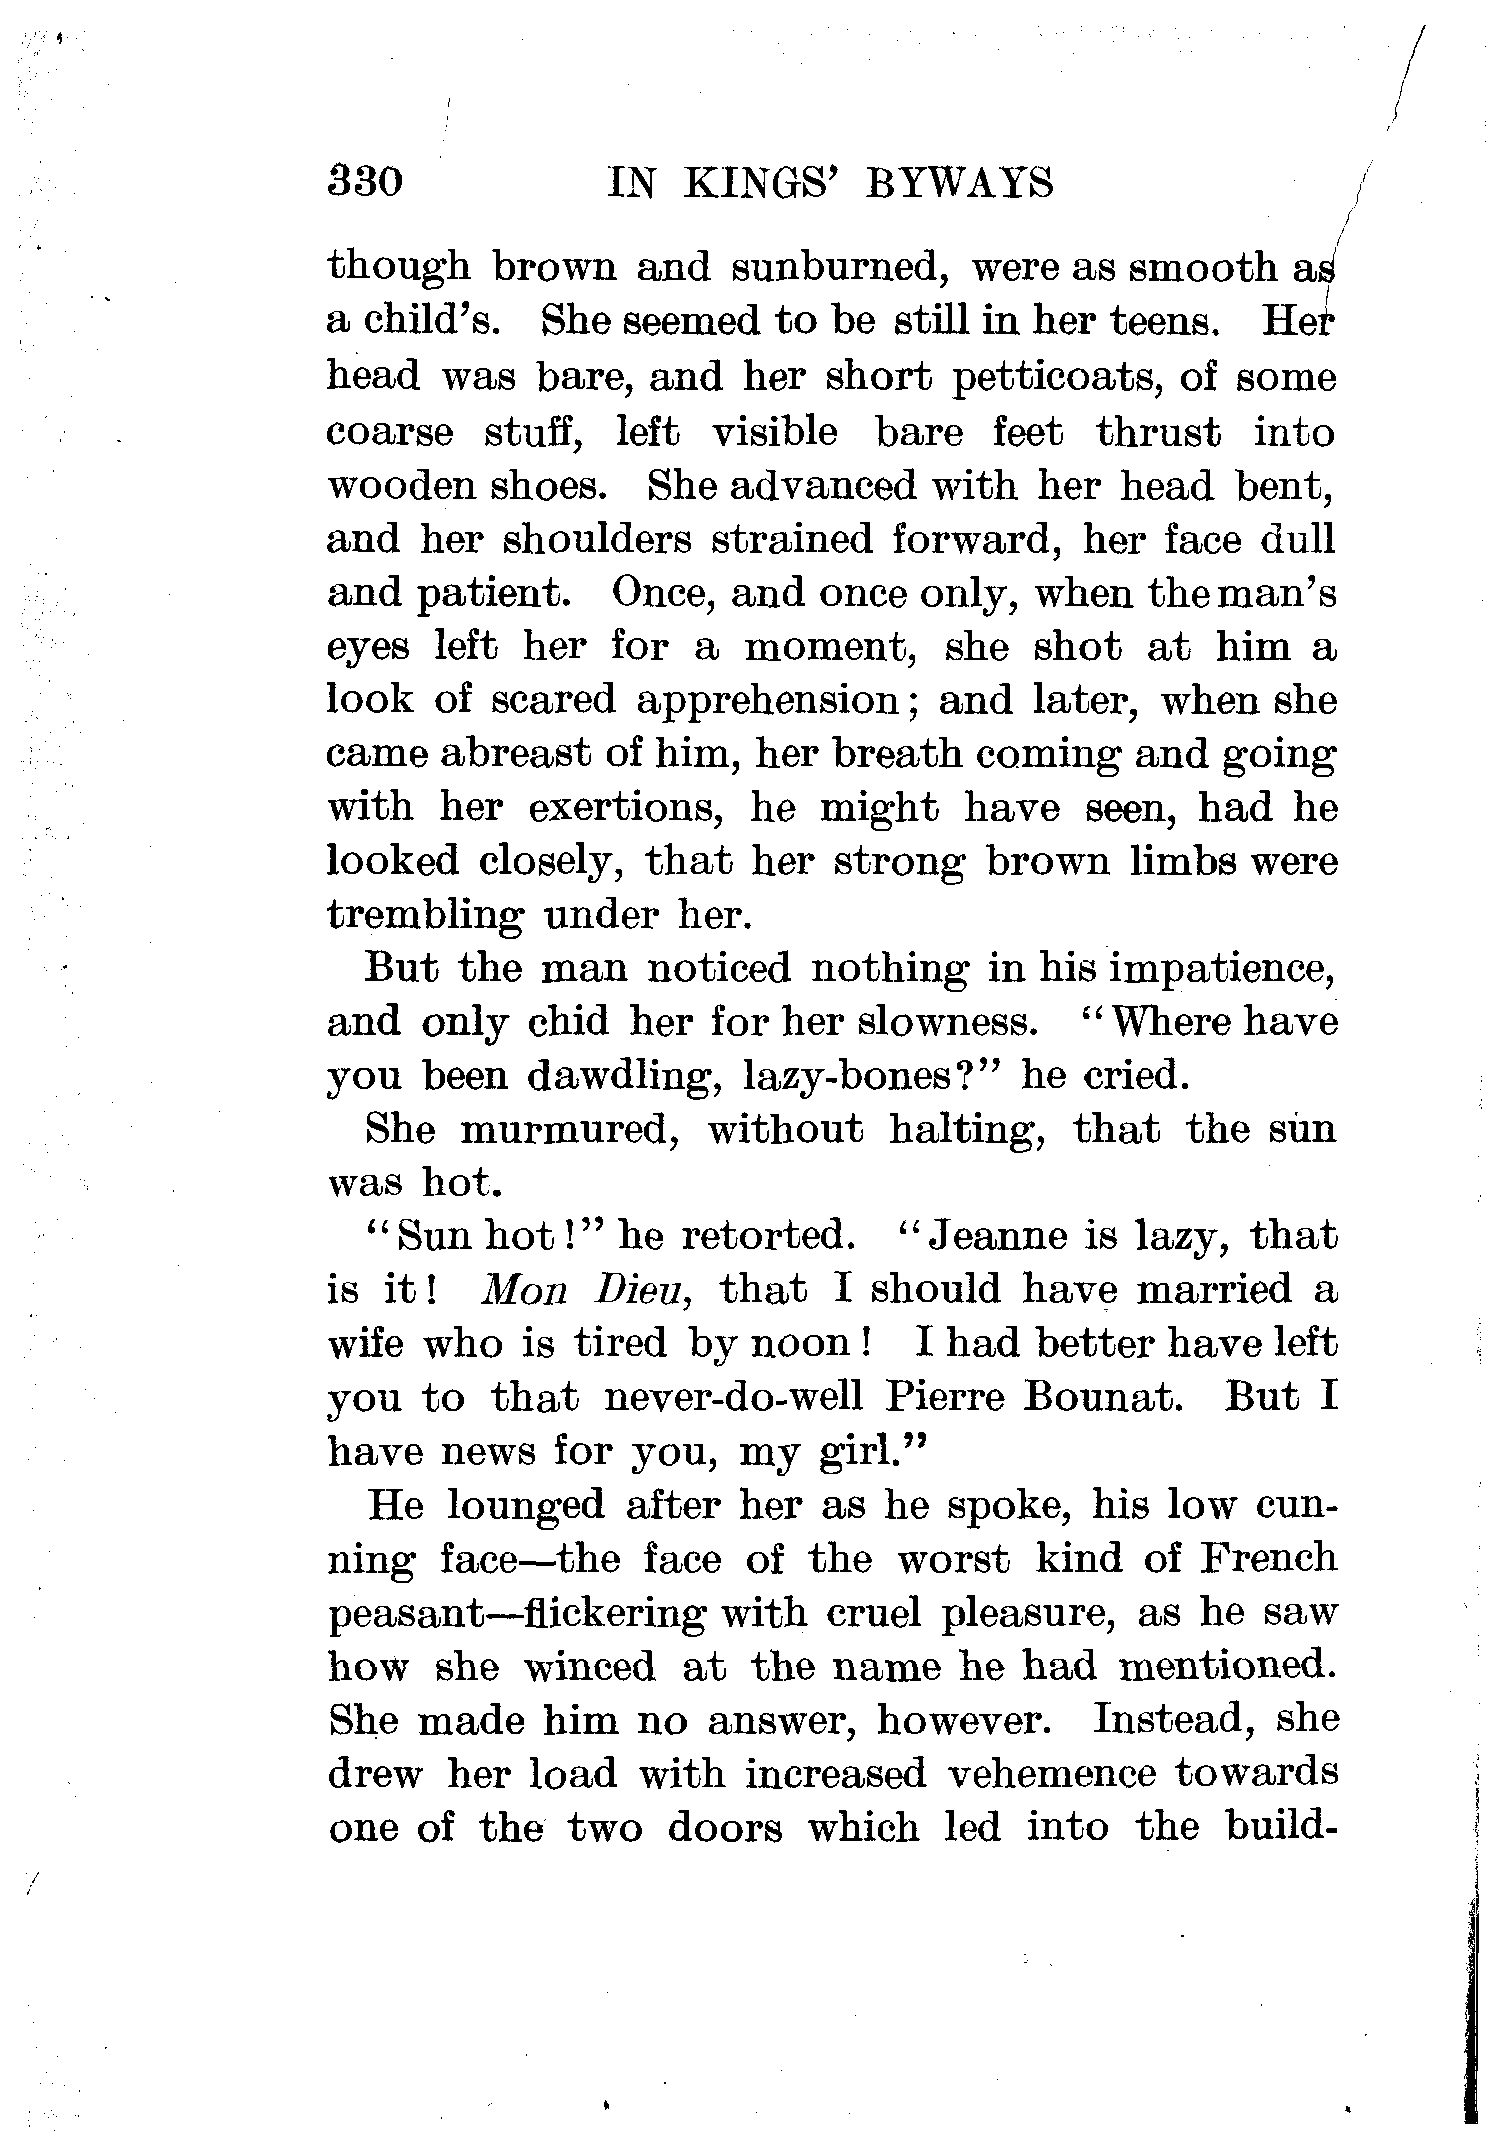 330 IN KINGS' BYWAYS
though brown and sunburned, were as smooth as
a child's. She seemed to be still in her teens. Her
head was bare, and her short petticoats, of some
coarse stuff, left visible bare feet thrust into
wooden shoes. She advanced with her head bent,
and her shoulders strained forward, her face dull
and patient. Once, and once only, when the man's
eyes left her for a moment, she shot at him a
look of scared apprehension; and later, when she
came abreast of him, her breath coming and going
with her exertions, he might have seen, had he
looked closely, that her strong brown limbs were
trembling under her.
But the man noticed nothing in his impatience,
and only chid her for her slowness. "Where have
you been dawdling, lazy-bones?" he cried.
She murmured, without halting, that the sun
was hot.
"Sun hot!" he retorted. "Jeanne is lazy, that
is it! Mon Dieu, that I should have married a
wife who is tired by noon! I had better have left
you to that never-do-well Pierre Bounat. But I
have news for you, my girl."
He lounged after her as he spoke, his low cun-
ning face—the face of the worst kind of French
peasant—flickering with cruel pleasure, as he saw
how she winced at the name he had mentioned.
She made him no answer, however. Instead, she
drew her load with increased vehemence towards
one of the two doors which led into the build-